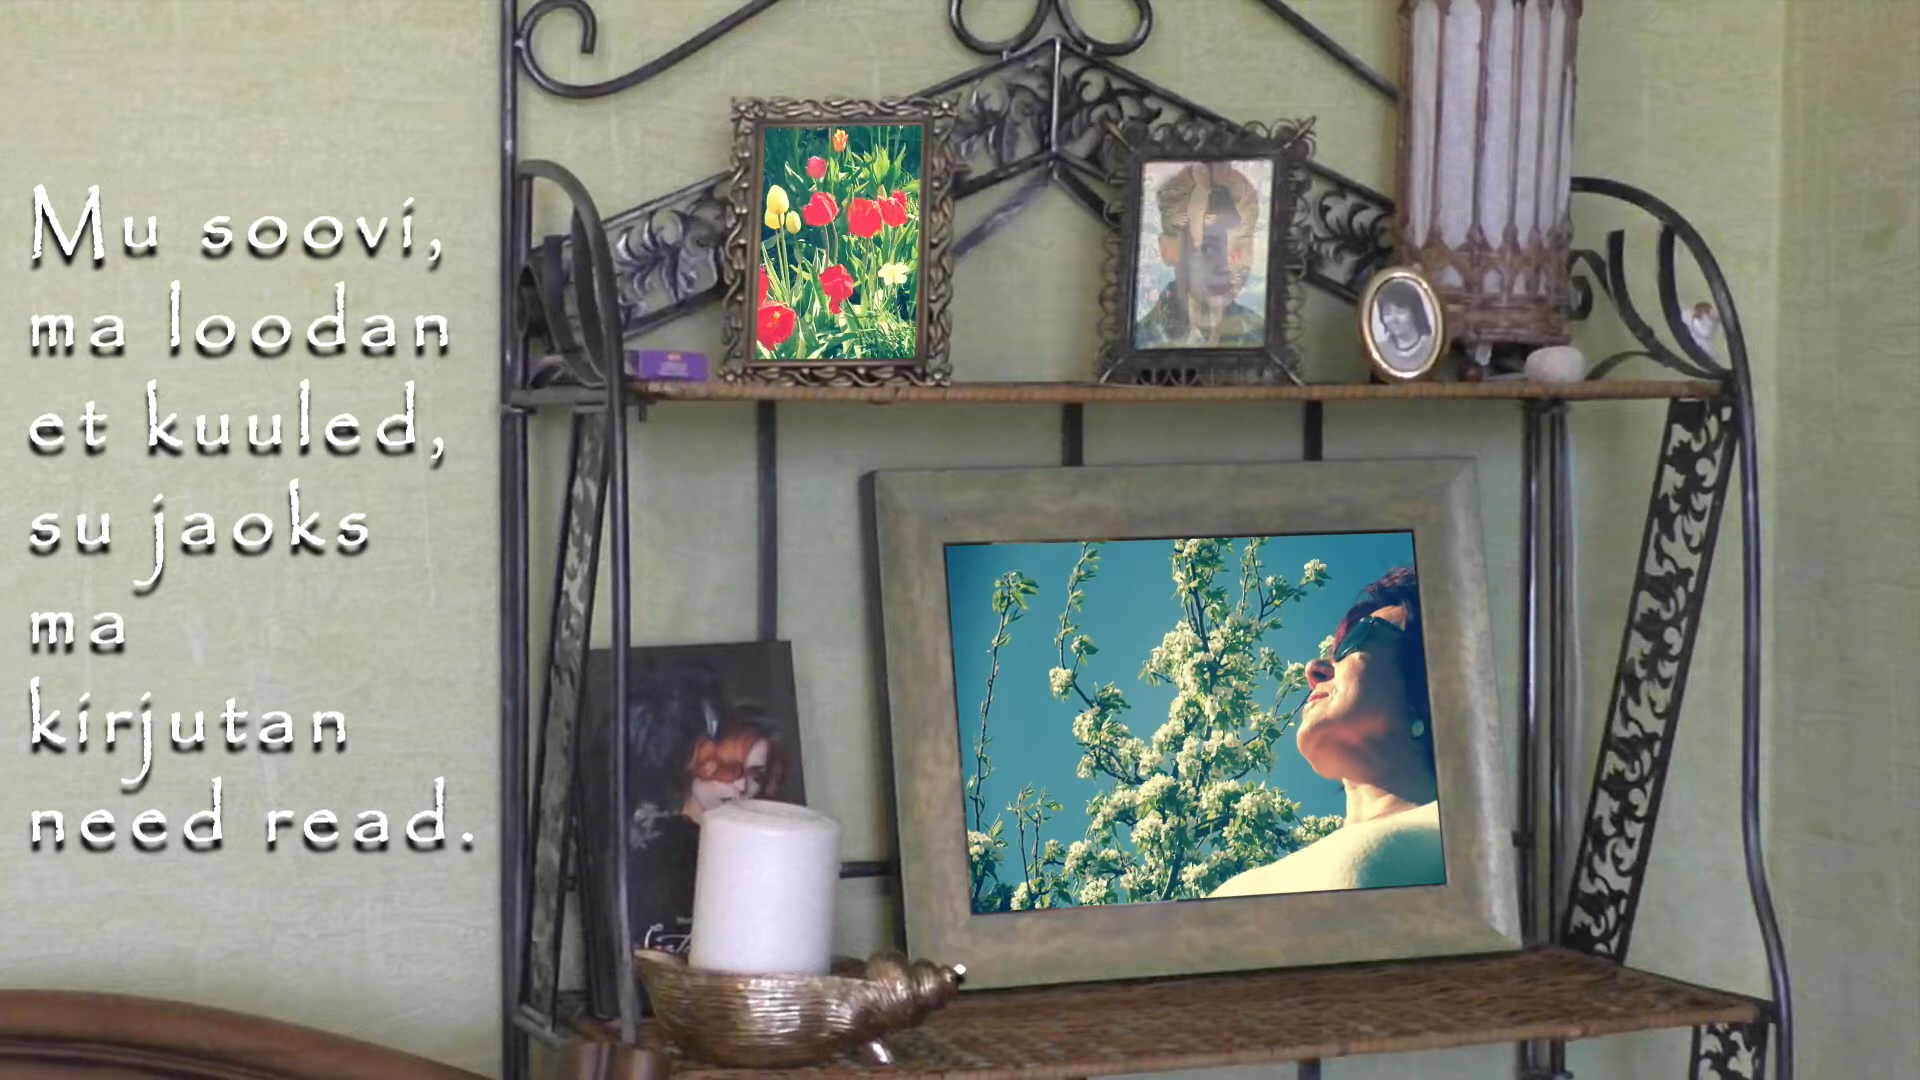 Mu soovi,
ma loodan
et kuuled,
su jaoks
ma
kirjutan
need read.